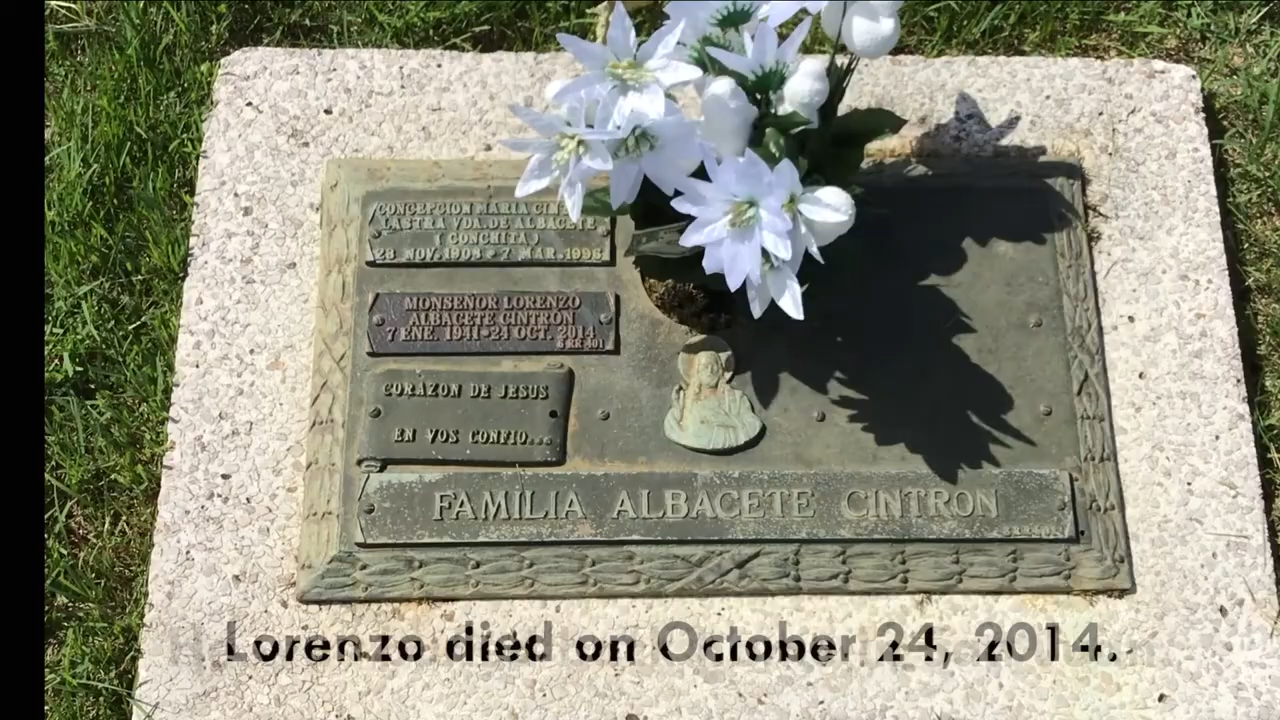 CONCEPCION MARIA
LASTRA VDA. DE ALBACETE
( CONCHITA )
23 NOV. 1908 • 7 MAR. 1996
MONSEÑOR LORENZO
ALBACETE CINTRON
7 ENE. 1941 • 24 OCT. 2014
CORAZON DE JESUS
EN VOS CONFIO...
FAMILIA ALBACETE CINTRON
Lorenzo died on October 24, 2014.